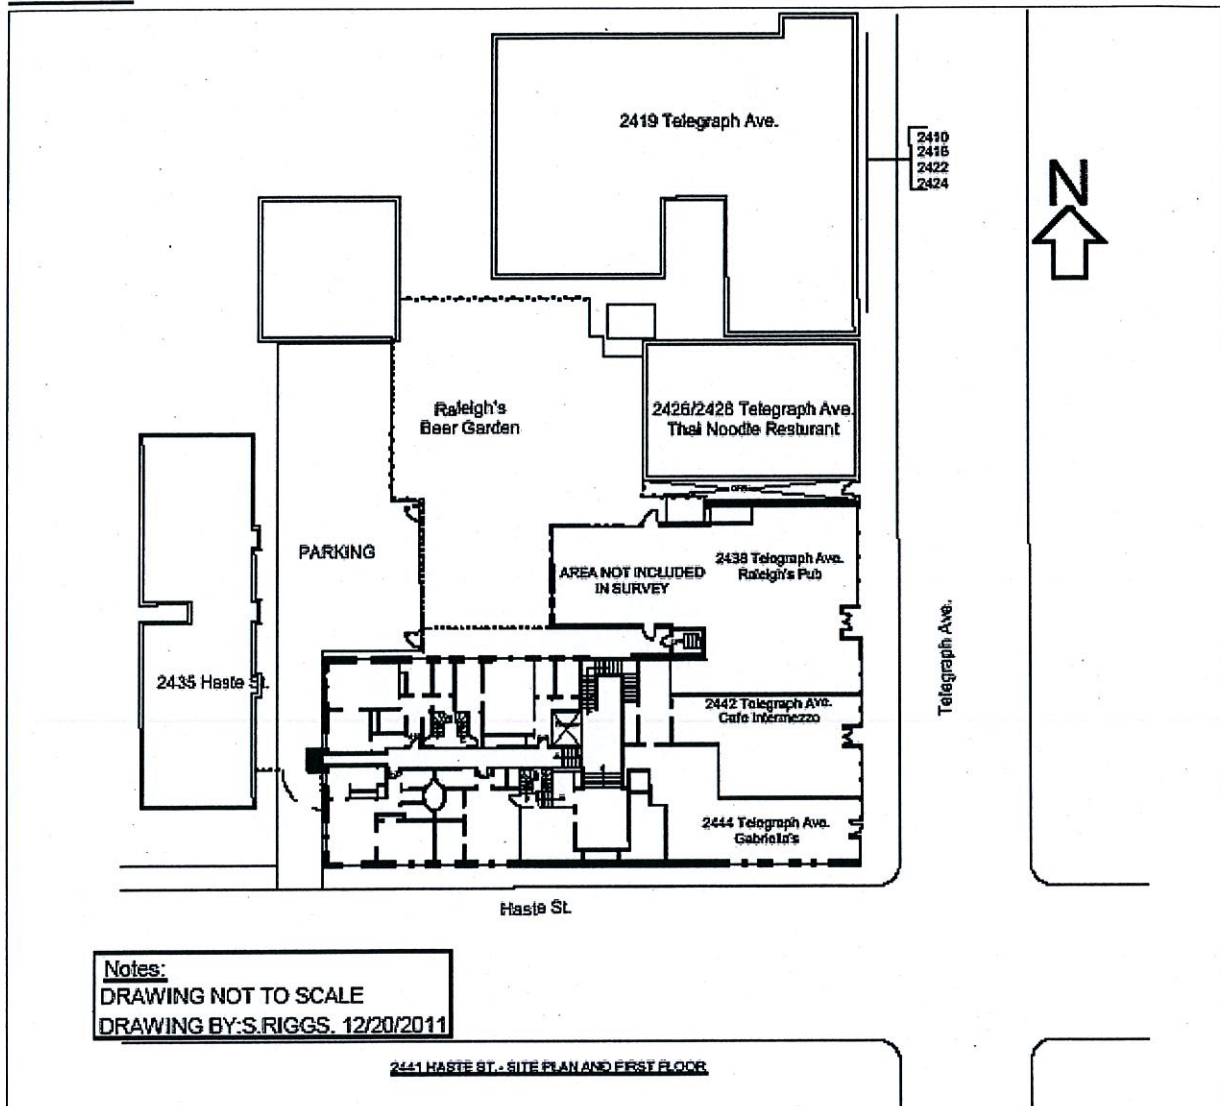 2419 Telegraph Ave.
2410
2416
2422
2424
N
Raleigh's
Beer Garden
2426/2428 Telegraph Ave.
Thai Noodle Resturant
PARKING
2438 Telegraph Ave.
Raleigh's Pub
AREA NOT INCLUDED
IN SURVEY
Telegraph Ave.
2435 Haste St.
2442 Telegraph Ave.
Cafe Intermezzo
2444 Telegraph Ave.
Gabriella's
Haste St.
Notes:
DRAWING NOT TO SCALE
DRAWING BY:S.RIGGS. 12/20/2011
2441 HASTE ST.- SITE PLAN AND FIRST FLOOR